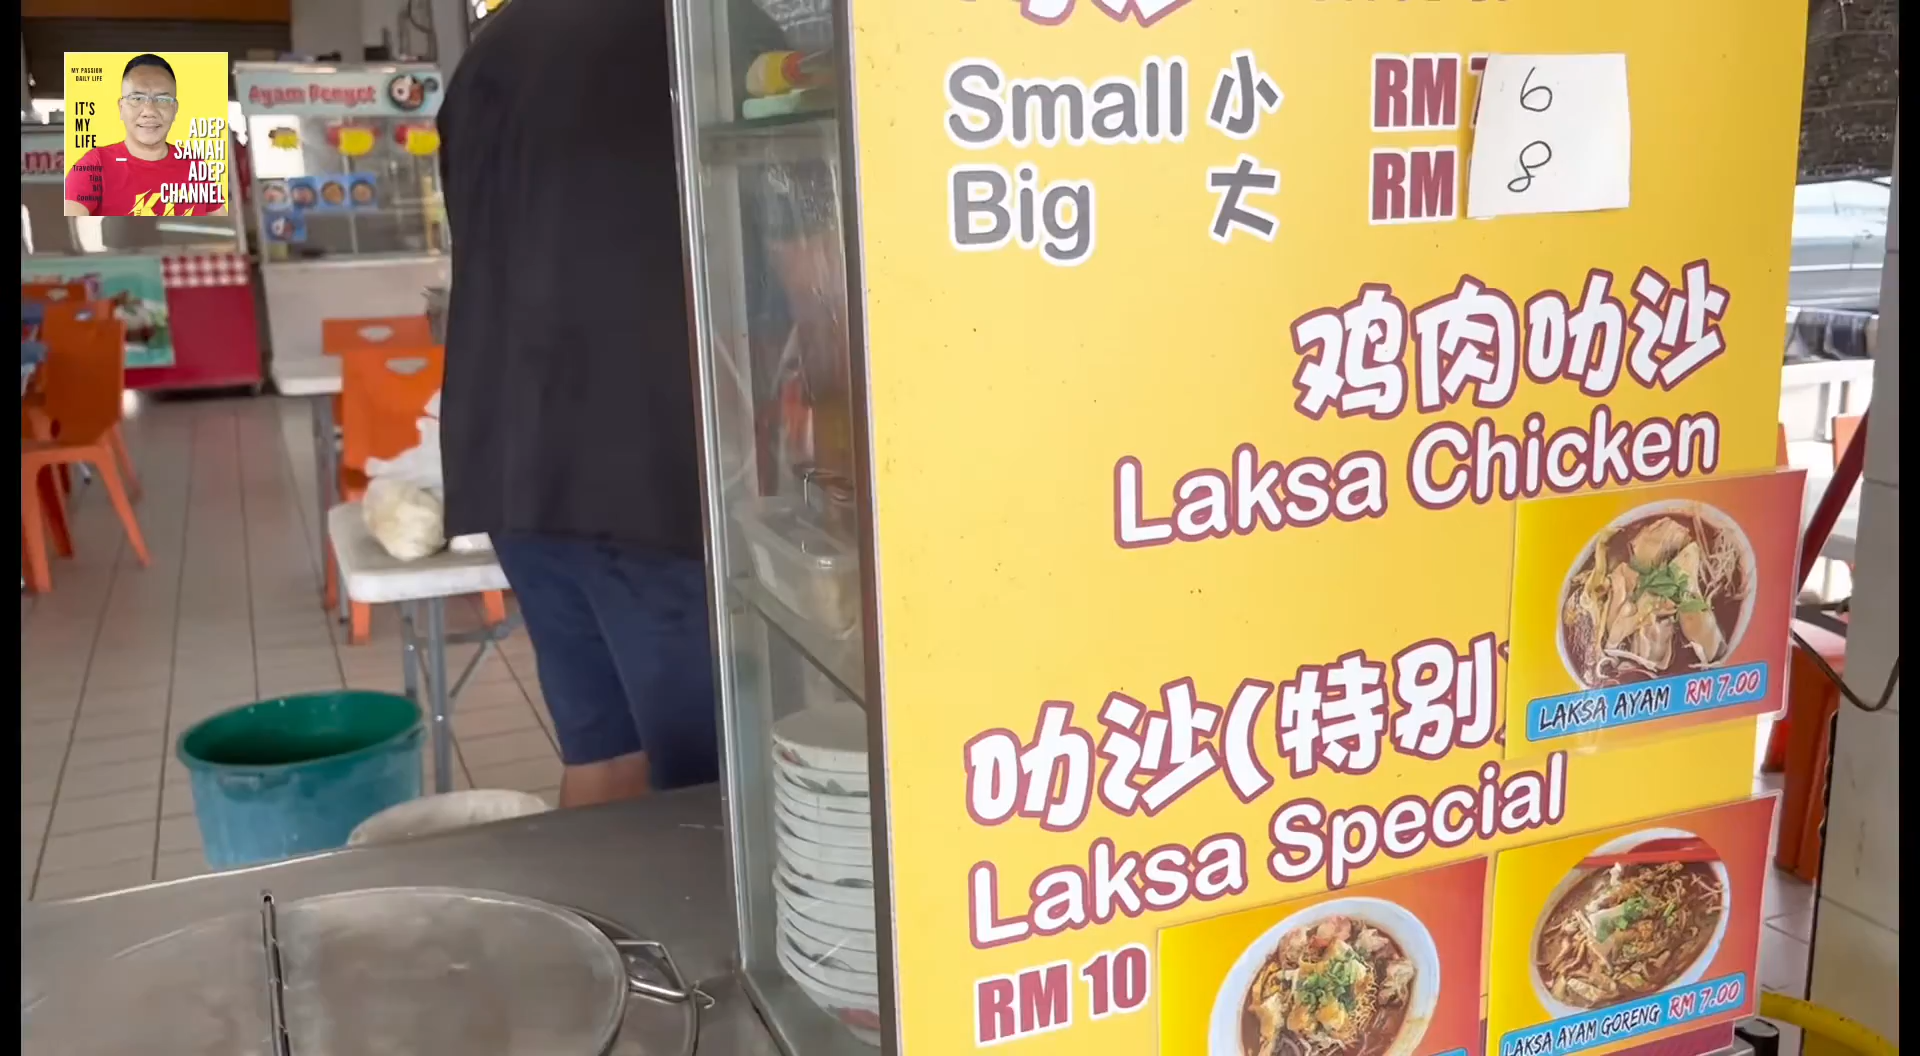 MY PASSION
DAILY LIFE
IT'S
MY
LIFE
ADEP
SAMAH
ADEP
CHANNEL
Traveling
Ayam Penyet
Small 小 RM 6
Big 大 RM 8
鸡肉叻沙
Laksa Chicken
LAKSA AYAM RM 7.00
叻沙(特别)
Laksa Special
RM 10
LAKSA AYAM GORENG RM 7.00